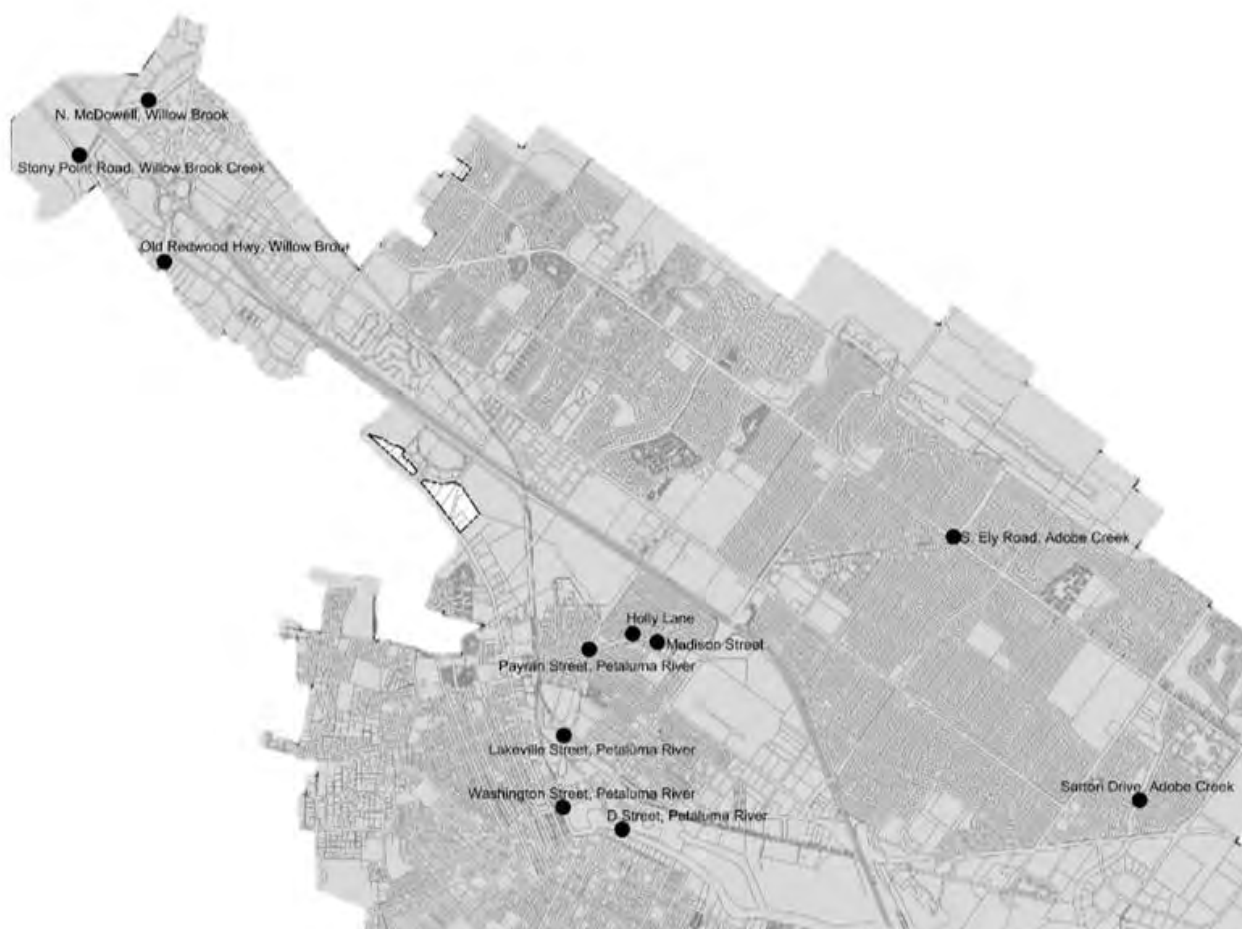 N. McDowell, Willow Brook
Stony Point Road, Willow Brook Creek
Old Redwood Hwy, Willow Brow
S. Ely Road, Adobe Creek
Holly Lane
Madison Street
Payran Street, Petaluma River
Lakeville Street, Petaluma River
Sartori Drive, Adobe Creek
Washington Street, Petaluma River
D Street, Petaluma River